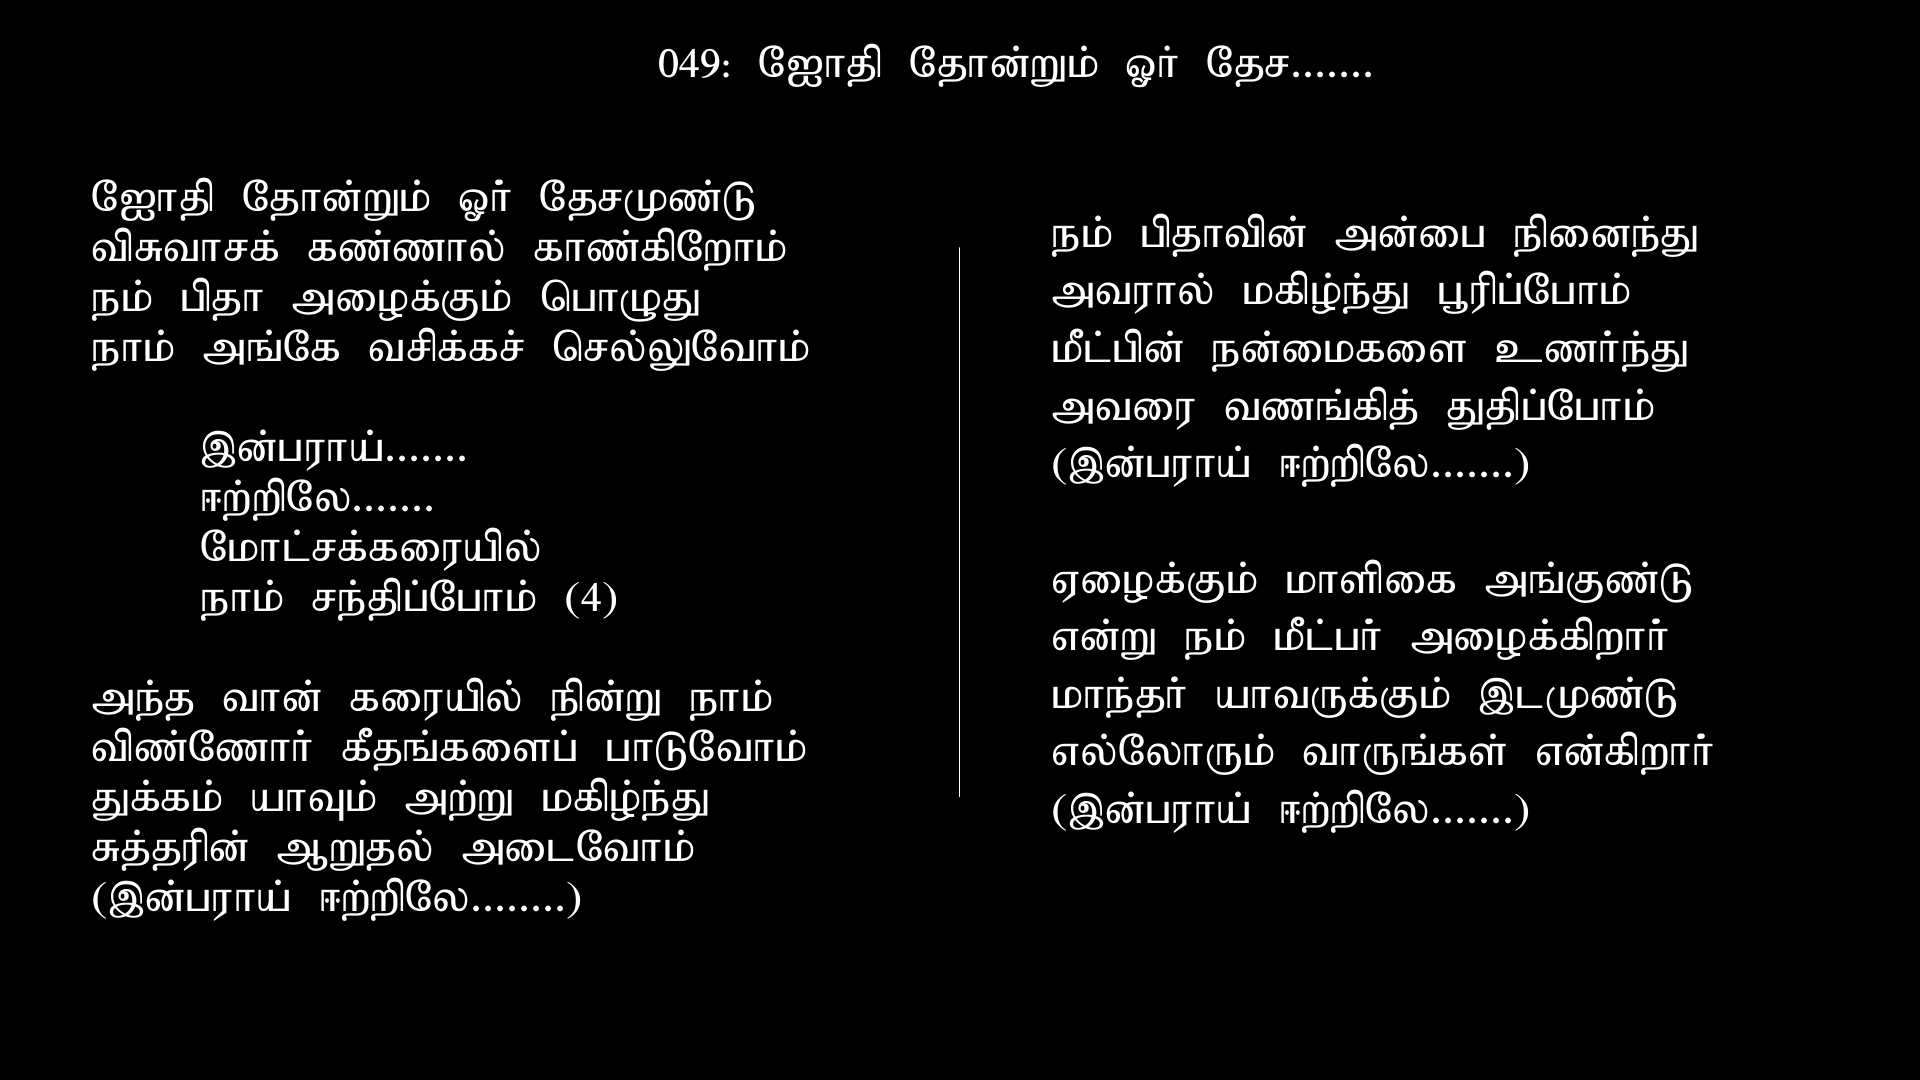 049: ஜோதி தோன்றும் ஓர் தேச.......
ஜோதி தோன்றும் ஓர் தேசமுண்டு
விசுவாசக் கண்ணால் காண்கிறோம்
நம் பிதா அழைக்கும் பொழுது
நாம் அங்கே வசிக்கச் செல்லுவோம்
இன்பராய்.......
ஈற்றிலே.......
மோட்சக்கரையில்
நாம் சந்திப்போம் (4)
அந்த வான் கரையில் நின்று நாம்
விண்ணோர் கீதங்களைப் பாடுவோம்
துக்கம் யாவும் அற்று மகிழ்ந்து
சுத்தரின் ஆறுதல் அடைவோம்
(இன்பராய் ஈற்றிலே........)
நம் பிதாவின் அன்பை நினைந்து
அவரால் மகிழ்ந்து பூரிப்போம்
மீட்பின் நன்மைகளை உணர்ந்து
அவரை வணங்கித் துதிப்போம்
(இன்பராய் ஈற்றிலே.......)
ஏழைக்கும் மாளிகை அங்குண்டு
என்று நம் மீட்பர் அழைக்கிறார்
மாந்தர் யாவருக்கும் இடமுண்டு
எல்லோரும் வாருங்கள் என்கிறார்
(இன்பராய் ஈற்றிலே.......)